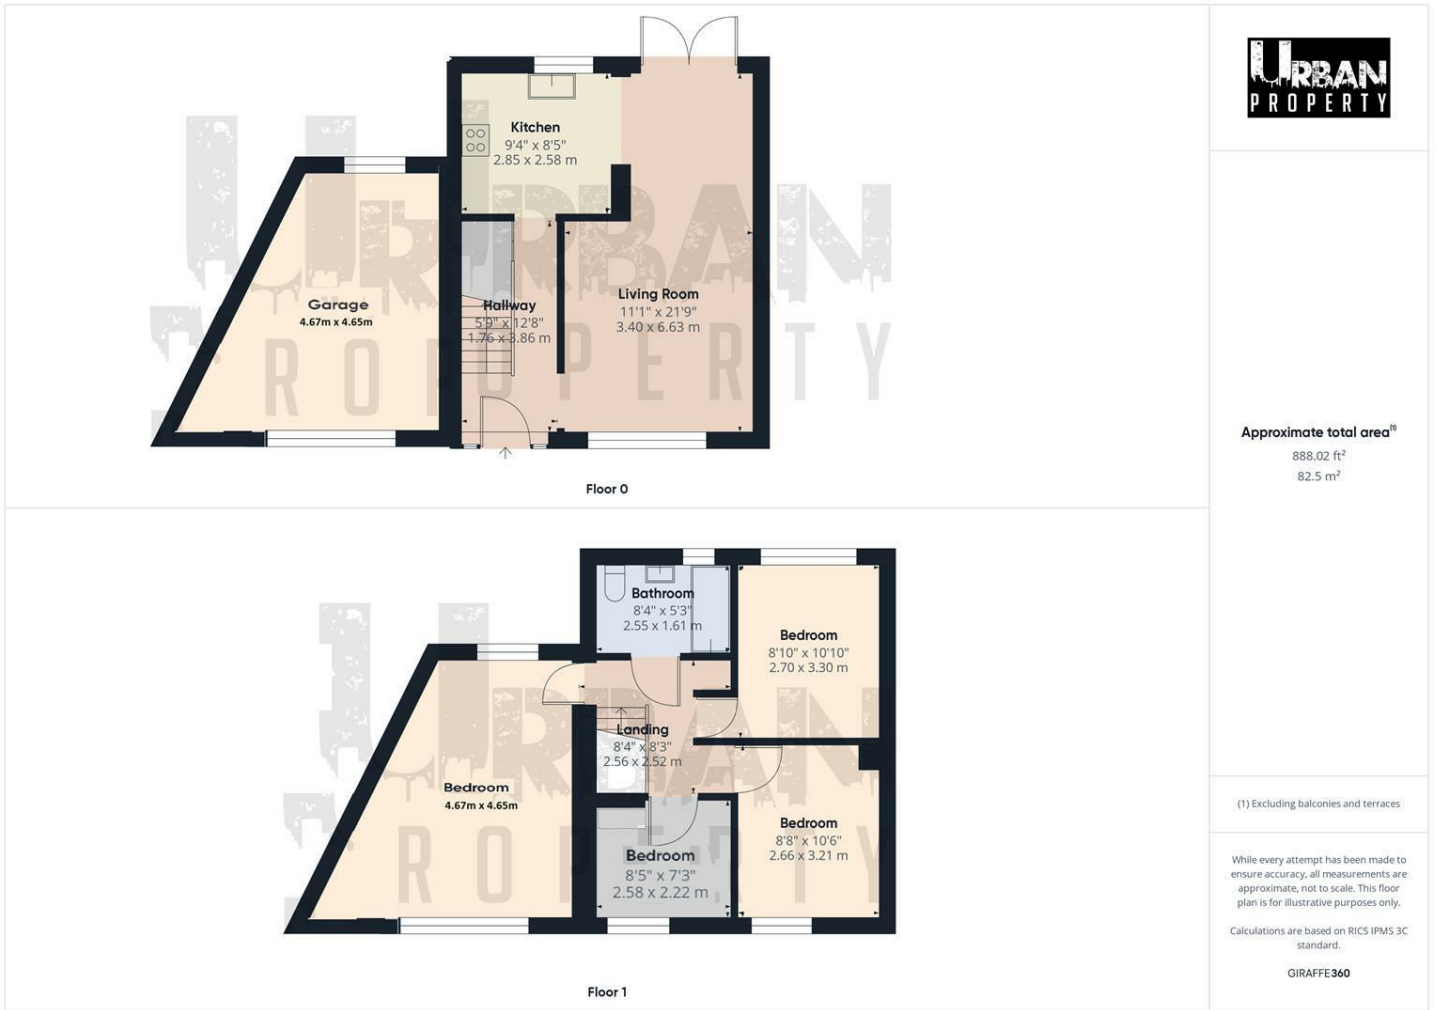 URBAN
PROPERTY
Kitchen
9'4" x 8'5"
2.85 x 2.58 m
Garage
4.67m x 4.65m
Hallway
5'9" x 12'8"
1.76 x 3.86 m
Living Room
11'1" x 21'9"
3.40 x 6.63 m
Floor 0
Approximate total area⁽¹⁾
888.02 ft²
82.5 m²
Bathroom
8'4" x 5'3"
2.55 x 1.61 m
Bedroom
8'10" x 10'10"
2.70 x 3.30 m
Landing
8'4" x 8'3"
2.56 x 2.52 m
Bedroom
4.67m x 4.65m
Bedroom
8'8" x 10'6"
2.66 x 3.21 m
Bedroom
8'5" x 7'3"
2.58 x 2.22 m
Floor 1
(1) Excluding balconies and terraces
While every attempt has been made to
ensure accuracy, all measurements are
approximate, not to scale. This floor
plan is for illustrative purposes only.
Calculations are based on RICS IPMS 3C
standard.
GIRAFFE360